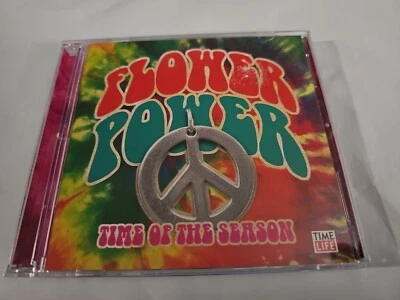 FLOWER
POWER
TIME OF THE SEASON
TIME
LIFE